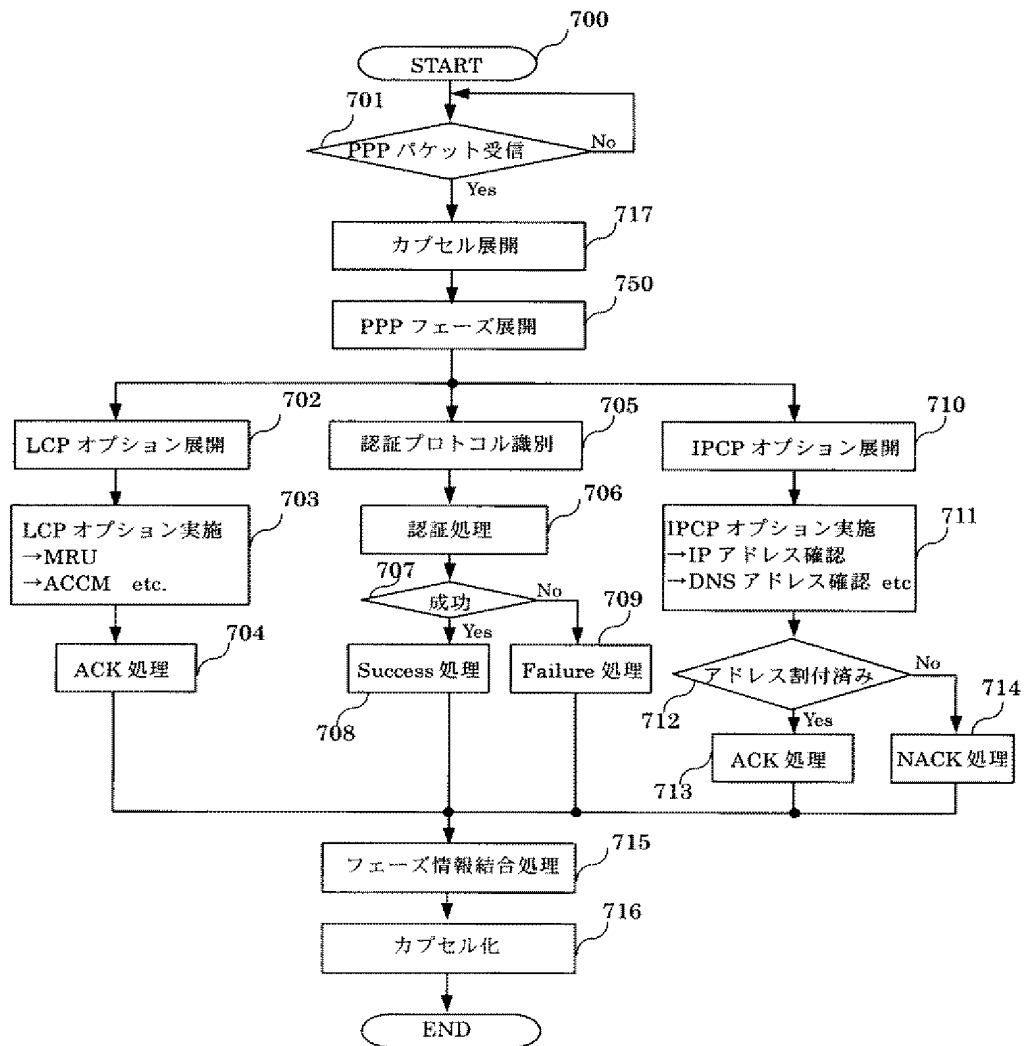 700
START
701
PPP パケット受信
No
Yes
717
カプセル展開
750
PPP フェーズ展開
702
LCP オプション展開
705
認証プロトコル識別
710
IPCP オプション展開
703
LCP オプション実施
→MRU
→ACCM etc.
706
認証処理
711
IPCP オプション実施
→IP アドレス確認
→DNS アドレス確認 etc
707
成功
No
Yes
704
ACK 処理
708
Success 処理
709
Failure 処理
712
アドレス割付済み
No
Yes
713
ACK 処理
714
NACK 処理
715
フェーズ情報結合処理
716
カプセル化
END